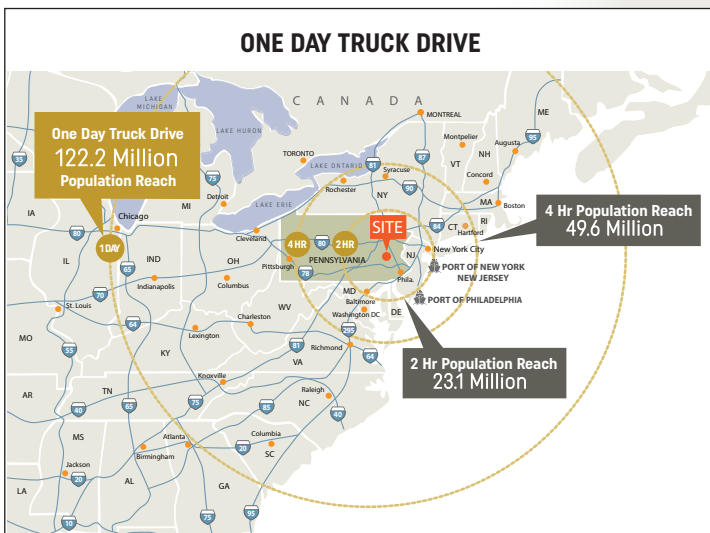 ONE DAY TRUCK DRIVE
CANADA
LAKE
MICHIGAN
LAKE HURON
LAKE ONTARIO
LAKE ERIE
One Day Truck Drive
122.2 Million
Population Reach
MONTREAL
ME
Montpelier
Augusta
95
VT
NH
Concord
TORONTO
81
87
35
75
Syracuse
Rochester
90
NY
MA
Boston
IA
MI
Detroit
Chicago
80
1 DAY
Cleveland
4 HR
80
2 HR
SITE
84
CT
RI
Hartford
4 Hr Population Reach
49.6 Million
New York City
NJ
PENNSYLVANIA
Pittsburgh
78
Phila.
PORT OF NEW YORK
NEW JERSEY
PORT OF PHILADELPHIA
IL
65
IND
OH
Indianapolis
Columbus
70
St. Louis
MD
Baltimore
Washington DC
DE
WV
Charleston
295
64
Lexington
MO
55
KY
81
Richmond
64
VA
2 Hr Population Reach
23.1 Million
Knoxville
TN
75
85
Raleigh
NC
40
AR
40
65
MS
Atlanta
Birmingham
Columbia
20
SC
Jackson
20
LA
AL
GA
10
75
95